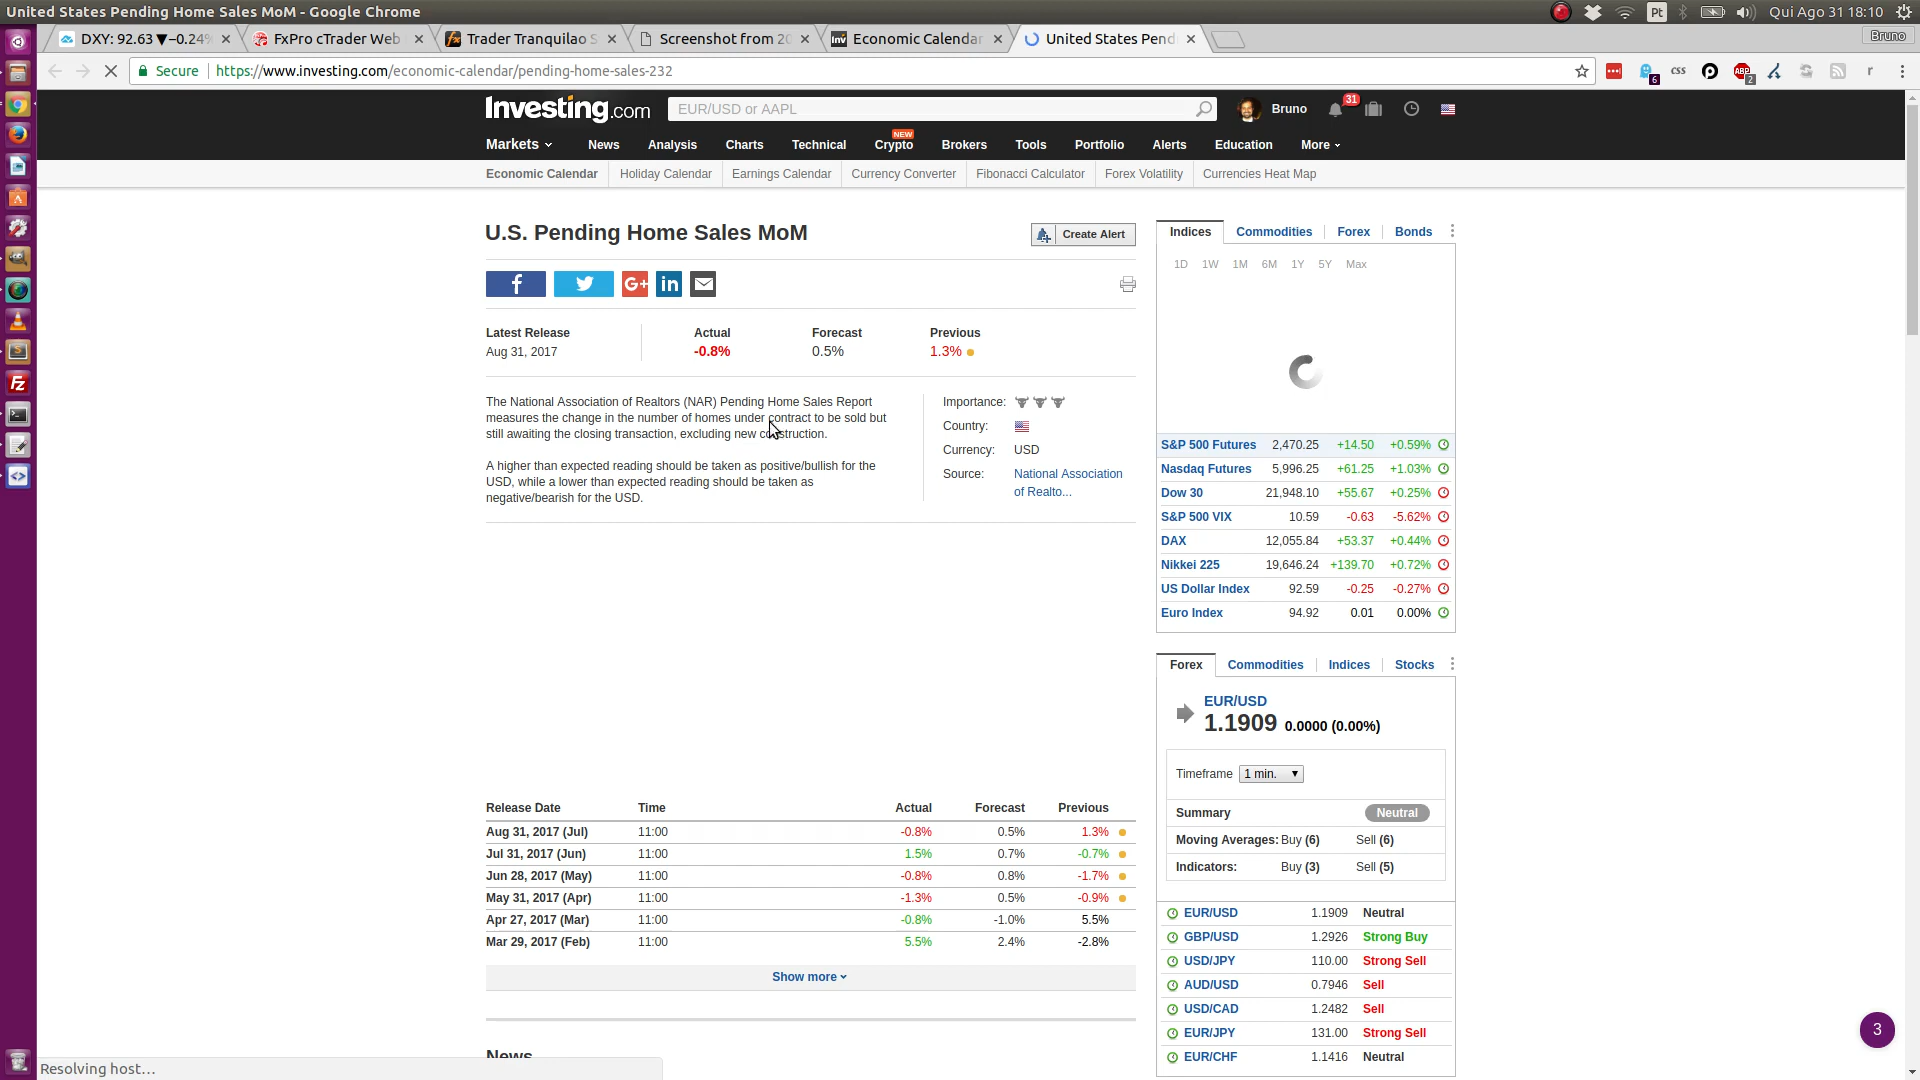 United States Pending Home Sales MoM - Google Chrome
Pt
Qui Ago 31 18:10
DXY: 92.63 ▼−0.24%
FxPro cTrader Web
Trader Tranquilao S
Screenshot from 20
Economic Calendar
United States Pend
Bruno
Secure
https://www.investing.com/economic-calendar/pending-home-sales-232
6
css
ABP
2
r
Investing.com
EUR/USD or AAPL
Bruno
31
NEW
Markets
News
Analysis
Charts
Technical
Crypto
Brokers
Tools
Portfolio
Alerts
Education
More
Economic Calendar
Holiday Calendar
Earnings Calendar
Currency Converter
Fibonacci Calculator
Forex Volatility
Currencies Heat Map
U.S. Pending Home Sales MoM
Create Alert
f
G+
in
Latest Release Actual Forecast Previous
Aug 31, 2017 -0.8% 0.5% 1.3%
The National Association of Realtors (NAR) Pending Home Sales Report
measures the change in the number of homes under contract to be sold but
still awaiting the closing transaction, excluding new construction.
A higher than expected reading should be taken as positive/bullish for the
USD, while a lower than expected reading should be taken as
negative/bearish for the USD.
Importance:
Country:
Currency: USD
Source: National Association
of Realto...
Release Date Time Actual Forecast Previous
Aug 31, 2017 (Jul) 11:00 -0.8% 0.5% 1.3%
Jul 31, 2017 (Jun) 11:00 1.5% 0.7% -0.7%
Jun 28, 2017 (May) 11:00 -0.8% 0.8% -1.7%
May 31, 2017 (Apr) 11:00 -1.3% 0.5% -0.9%
Apr 27, 2017 (Mar) 11:00 -0.8% -1.0% 5.5%
Mar 29, 2017 (Feb) 11:00 5.5% 2.4% -2.8%
Show more
News
Indices Commodities Forex Bonds
1D 1W 1M 6M 1Y 5Y Max
S&P 500 Futures 2,470.25 +14.50 +0.59%
Nasdaq Futures 5,996.25 +61.25 +1.03%
Dow 30 21,948.10 +55.67 +0.25%
S&P 500 VIX 10.59 -0.63 -5.62%
DAX 12,055.84 +53.37 +0.44%
Nikkei 225 19,646.24 +139.70 +0.72%
US Dollar Index 92.59 -0.25 -0.27%
Euro Index 94.92 0.01 0.00%
Forex Commodities Indices Stocks
EUR/USD
1.1909 0.0000 (0.00%)
Timeframe 1 min.
Summary Neutral
Moving Averages: Buy (6) Sell (6)
Indicators: Buy (3) Sell (5)
EUR/USD 1.1909 Neutral
GBP/USD 1.2926 Strong Buy
USD/JPY 110.00 Strong Sell
AUD/USD 0.7946 Sell
USD/CAD 1.2482 Sell
EUR/JPY 131.00 Strong Sell
EUR/CHF 1.1416 Neutral
3
Resolving host...